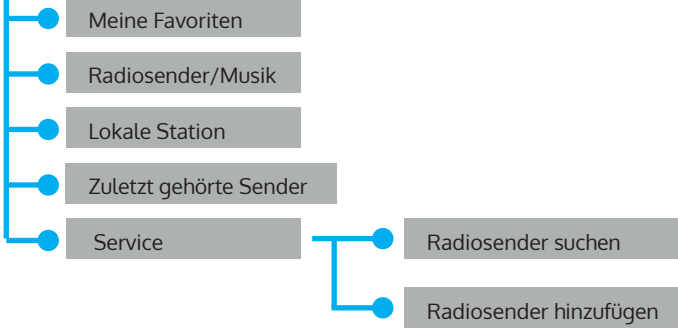 Meine Favoriten
Radiosender/Musik
Lokale Station
Zuletzt gehörte Sender
Service
Radiosender suchen
Radiosender hinzufügen